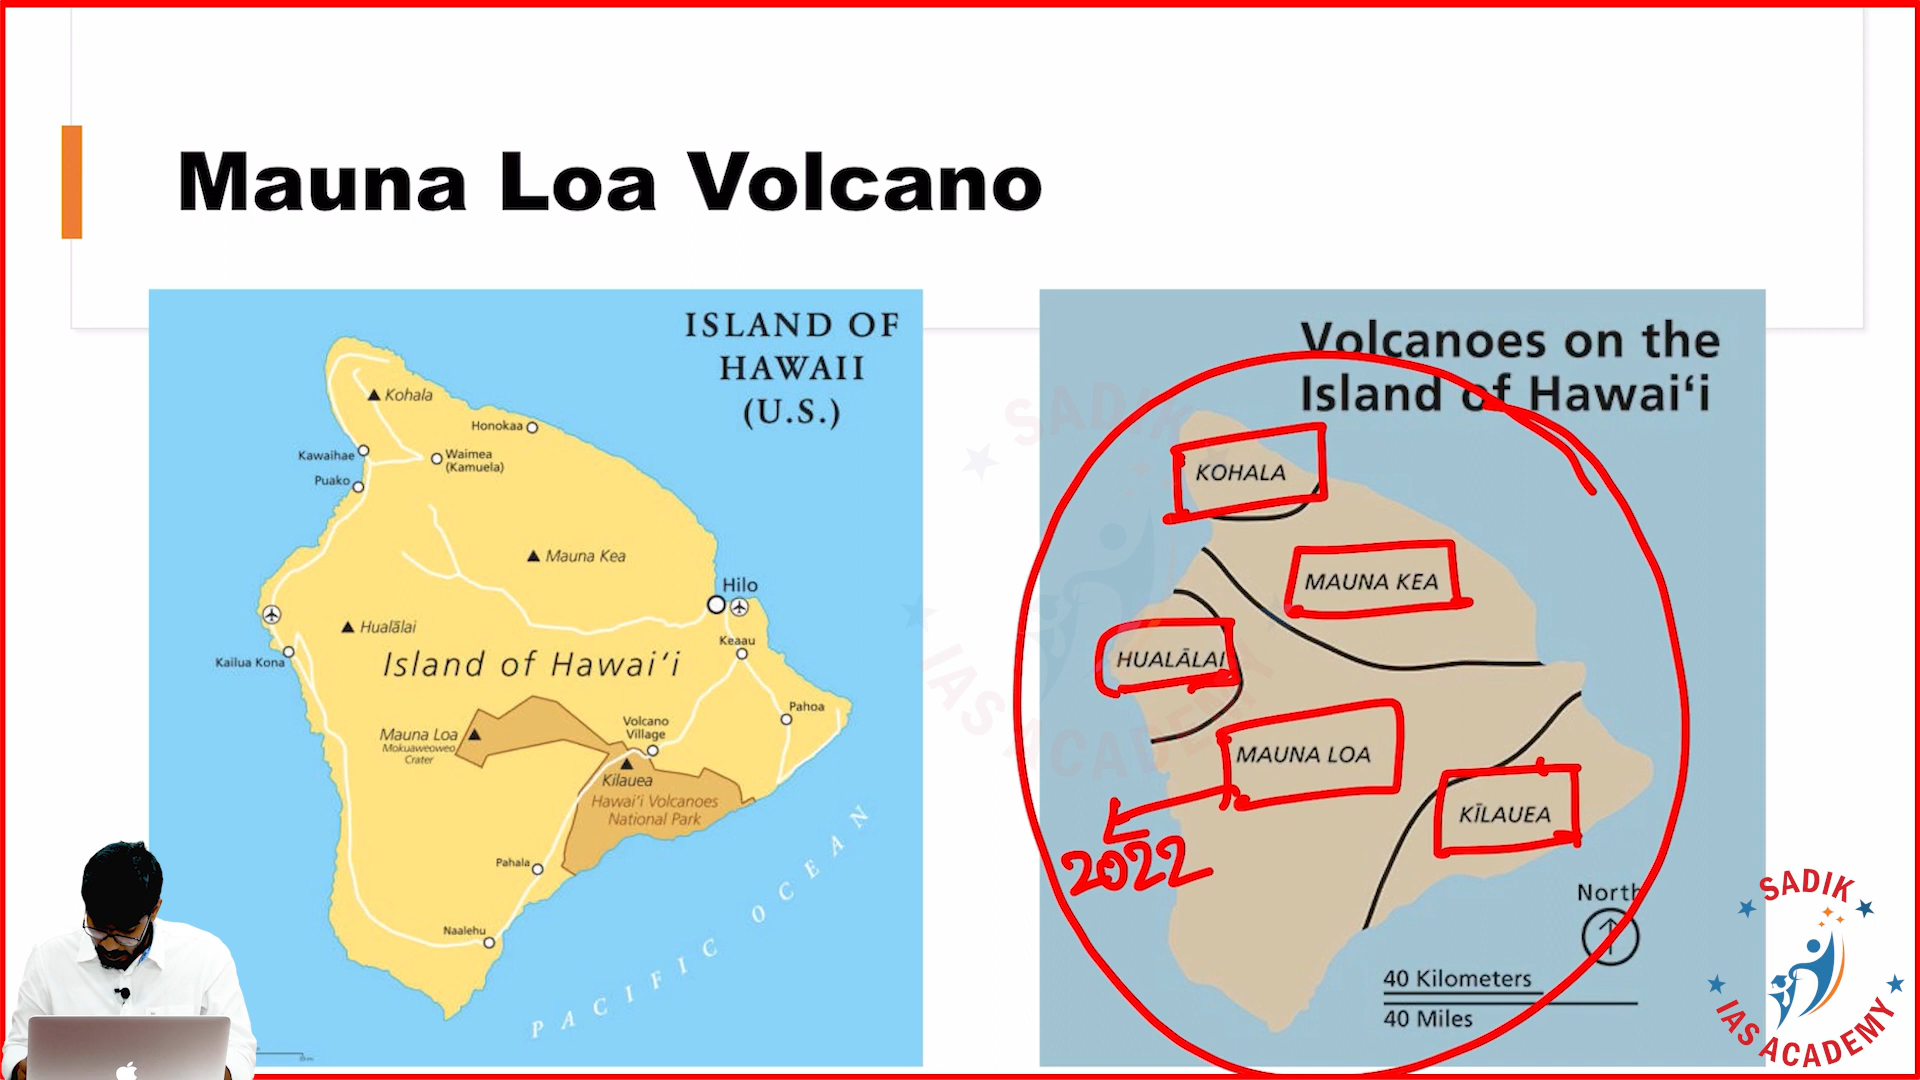 Mauna Loa Volcano
ISLAND OF
HAWAII
(U.S.)
Kohala
Honokaa
Kawaihae
Waimea
(Kamuela)
Puako
Mauna Kea
Hilo
Hualālai
Keaau
Kailua Kona
Island of Hawai‘i
Pahoa
Mauna Loa
Mokuaweoweo
Crater
Volcano
Village
Kilauea
Hawai‘i Volcanoes
National Park
Pahala
Naalehu
PACIFIC OCEAN
Volcanoes on the
Island of Hawai‘i
KOHALA
MAUNA KEA
HUALĀLAI
MAUNA LOA
KĪLAUEA
2022
North
40 Kilometers
40 Miles
SADIK
IAS ACADEMY
SADIK
IAS ACADEMY